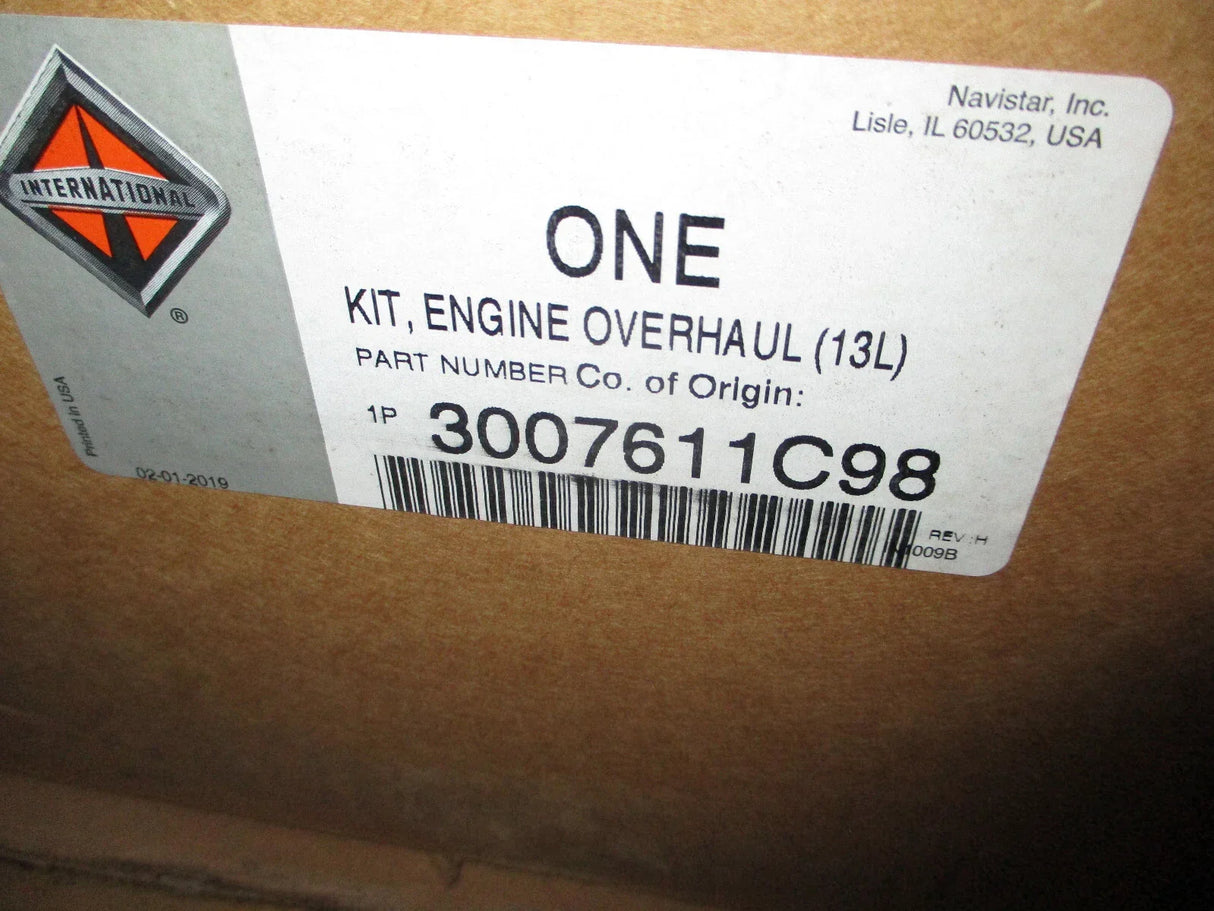 Navistar, Inc.
Lisle, IL 60532, USA
INTERNATIONAL
®
ONE
KIT, ENGINE OVERHAUL (13L)
PART NUMBER Co. of Origin:
1P 3007611C98
Printed in USA
02-01-2019
REV :H